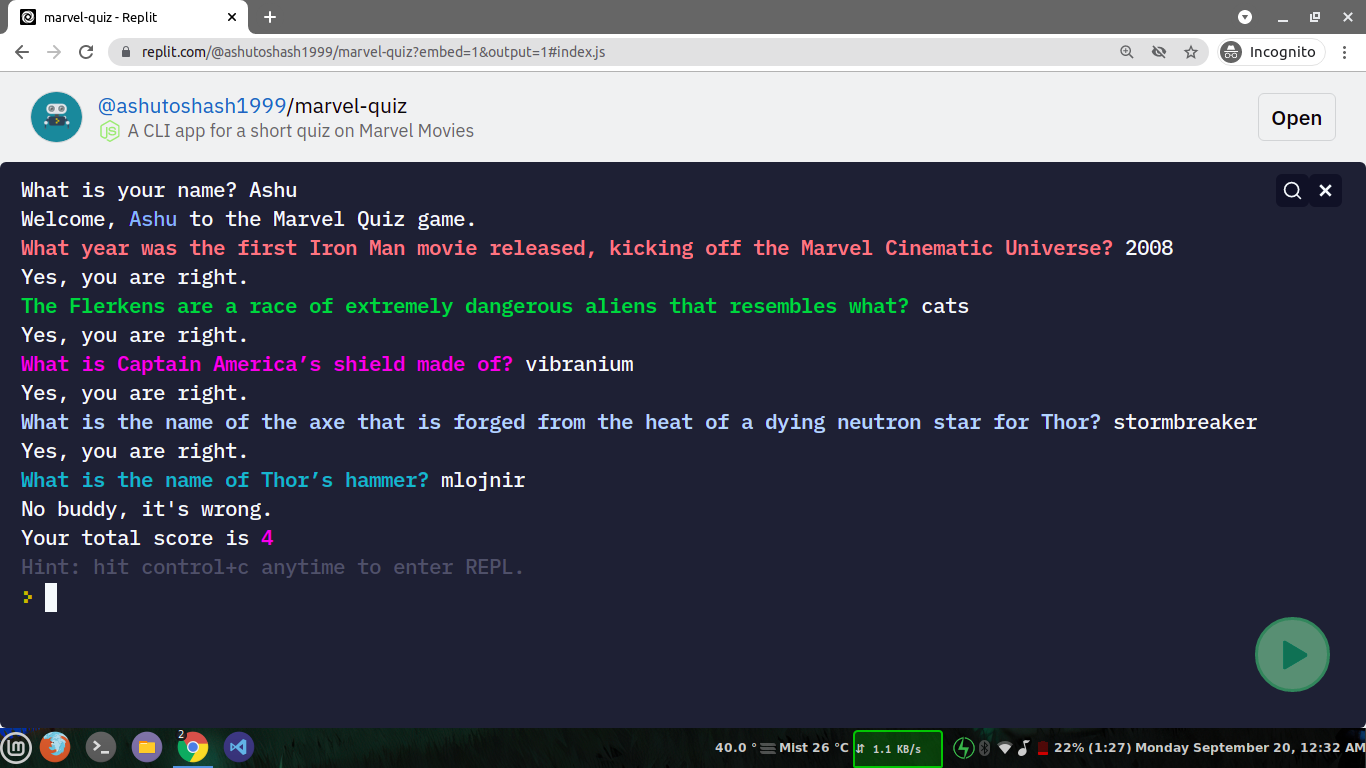 marvel-quiz - Replit
replit.com/@ashutoshash1999/marvel-quiz?embed=1&output=1#index.js
Incognito
@ashutoshash1999/marvel-quiz
A CLI app for a short quiz on Marvel Movies
Open
What is your name? Ashu
Welcome, Ashu to the Marvel Quiz game.
What year was the first Iron Man movie released, kicking off the Marvel Cinematic Universe? 2008
Yes, you are right.
The Flerkens are a race of extremely dangerous aliens that resembles what? cats
Yes, you are right.
What is Captain America’s shield made of? vibranium
Yes, you are right.
What is the name of the axe that is forged from the heat of a dying neutron star for Thor? stormbreaker
Yes, you are right.
What is the name of Thor’s hammer? mlojnir
No buddy, it's wrong.
Your total score is 4
Hint: hit control+c anytime to enter REPL.
2
40.0 ° Mist 26 °C 1.1 KB/s 22% (1:27) Monday September 20, 12:32 AM